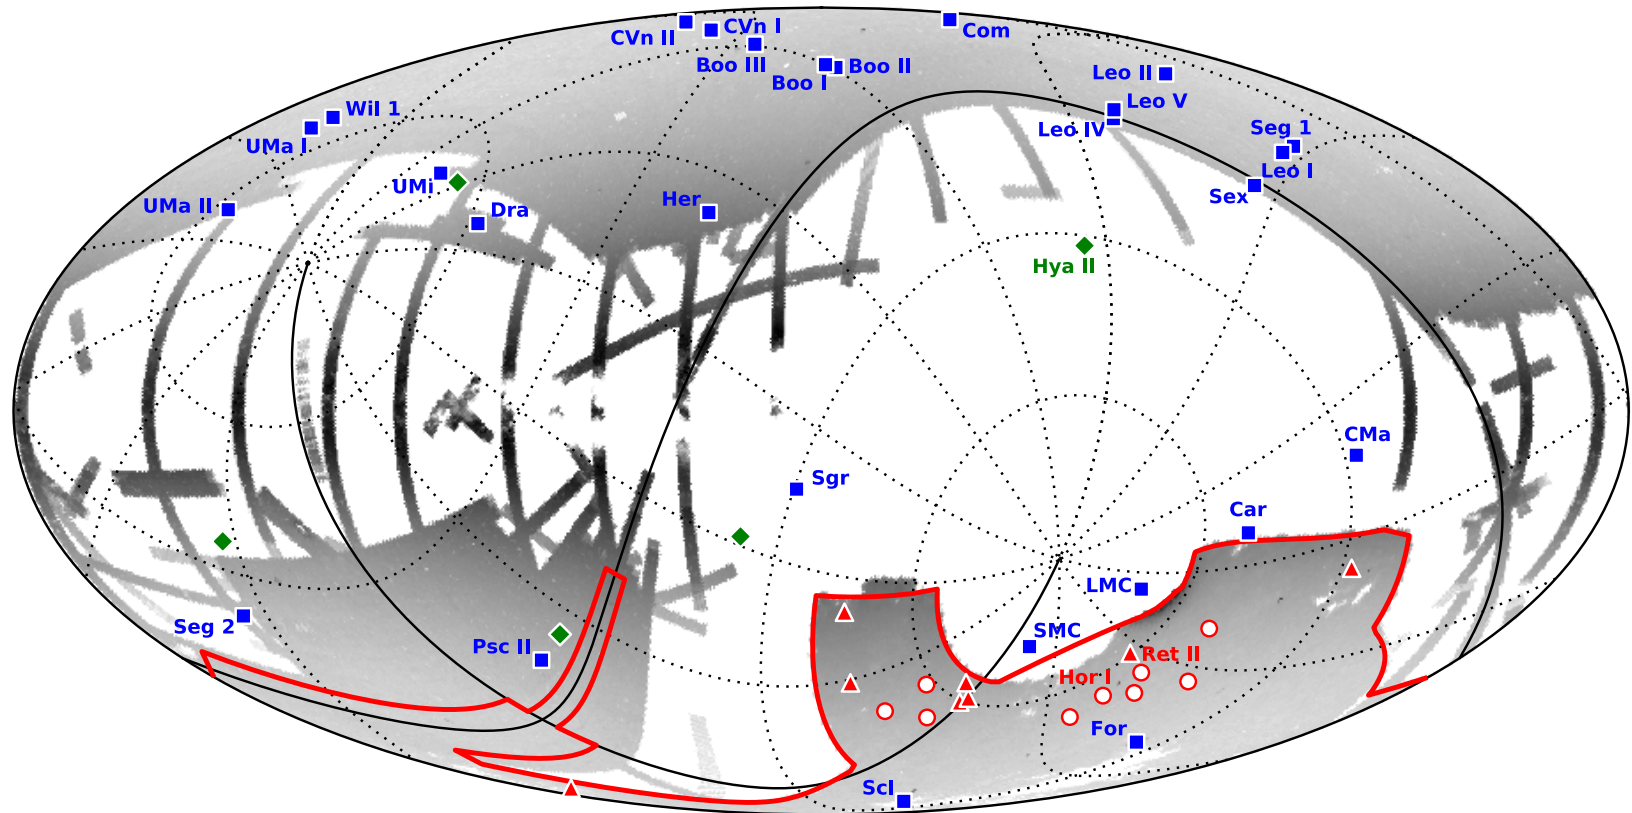 CVn II
CVn I
Com
Boo III
Boo I
Boo II
Leo II
Leo V
Leo IV
Wil 1
UMa I
Seg 1
Leo I
Sex
UMi
UMa II
Dra
Her
Hya II
CMa
Sgr
Car
LMC
SMC
Seg 2
Psc II
Ret II
Hor I
For
Scl